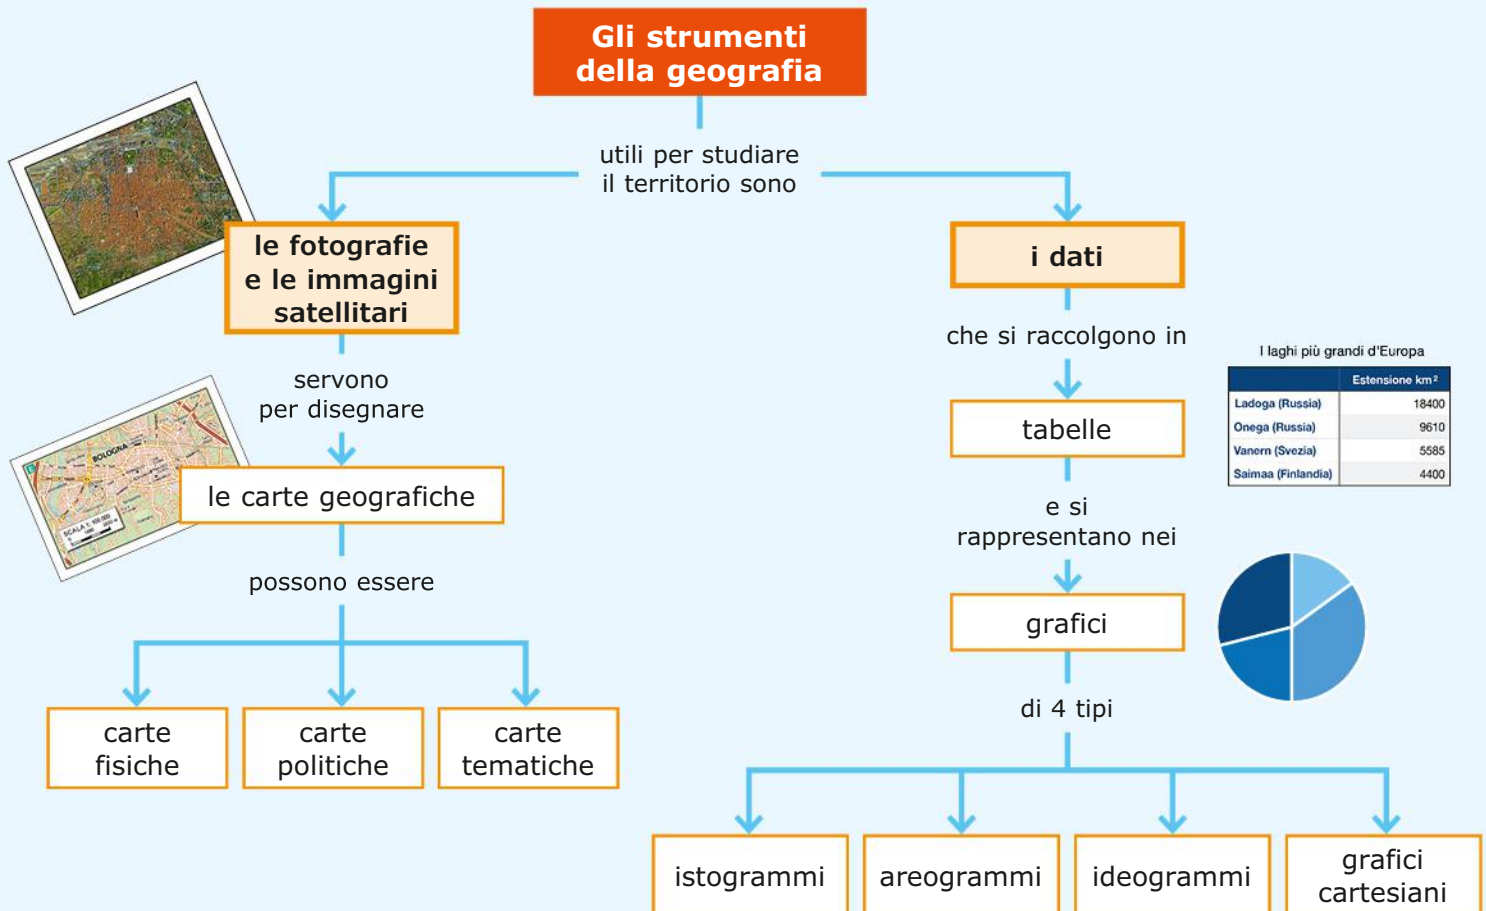 Gli strumenti
della geografia
utili per studiare
il territorio sono
le fotografie
e le immagini
satellitari
servono
per disegnare
BOLOGNA
le carte geografiche
possono essere
carte
fisiche
carte
politiche
carte
tematiche
i dati
che si raccolgono in
tabelle
I laghi più grandi d'Europa
Estensione km²
Ladoga (Russia) 18400
Onega (Russia) 9610
Vanern (Svezia) 5585
Saimaa (Finlandia) 4400
e si
rappresentano nei
grafici
di 4 tipi
istogrammi
areogrammi
ideogrammi
grafici
cartesiani